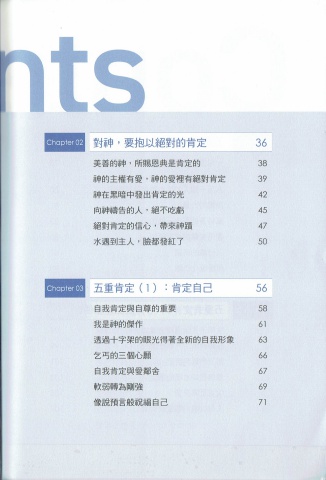 nts
Chapter 02 對神，要抱以絕對的肯定 36
美善的神，所賜恩典是肯定的 38
神的主權有愛，神的愛裡有絕對肯定 39
神在黑暗中發出肯定的光 42
向神禱告的人，絕不吃虧 45
絕對肯定的信心，帶來神蹟 47
水遇到主人，臉都發紅了 50
Chapter 03 五重肯定（1）：肯定自己 56
自我肯定與自尊的重要 58
我是神的傑作 61
透過十字架的眼光得著全新的自我形象 63
乞丐的三個心願 66
自我肯定與愛鄰舍 67
軟弱轉為剛強 69
像說預言般祝福自己 71